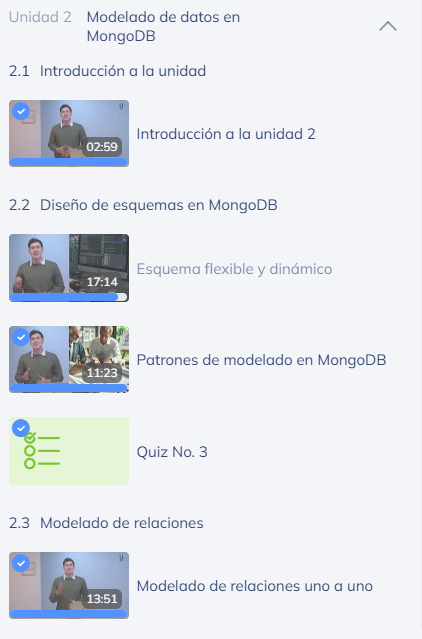 Unidad 2 Modelado de datos en
MongoDB
2.1 Introducción a la unidad
02:59
Introducción a la unidad 2
2.2 Diseño de esquemas en MongoDB
17:14
Esquema flexible y dinámico
11:23
Patrones de modelado en MongoDB
Quiz No. 3
2.3 Modelado de relaciones
13:51
Modelado de relaciones uno a uno